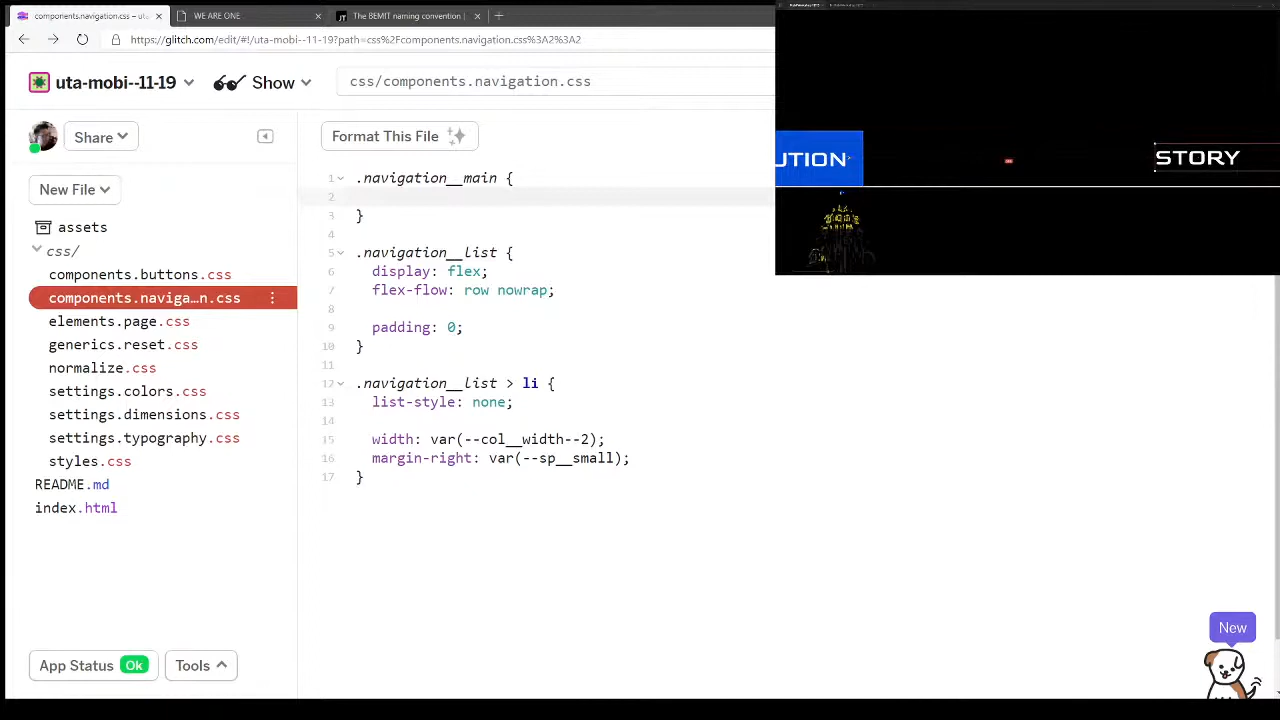 components.navigation.css – uta
WE ARE ONE
The BEMIT naming convention
https://glitch.com/edit/#!/uta-mobi--11-19?path=css%2Fcomponents.navigation.css%3A2%3A2
uta-mobi--11-19
Show
css/components.navigation.css
Share
Format This File
New File
assets
css/
components.buttons.css
components.naviga…n.css
elements.page.css
generics.reset.css
normalize.css
settings.colors.css
settings.dimensions.css
settings.typography.css
styles.css
README.md
index.html
App Status Ok
Tools
1 .navigation__main {
2
3 }
4
5 .navigation__list {
6 display: flex;
7 flex-flow: row nowrap;
8
9 padding: 0;
10 }
11
12 .navigation__list > li {
13 list-style: none;
14
15 width: var(--col__width--2);
16 margin-right: var(--sp__small);
17 }
UTION
STORY
New